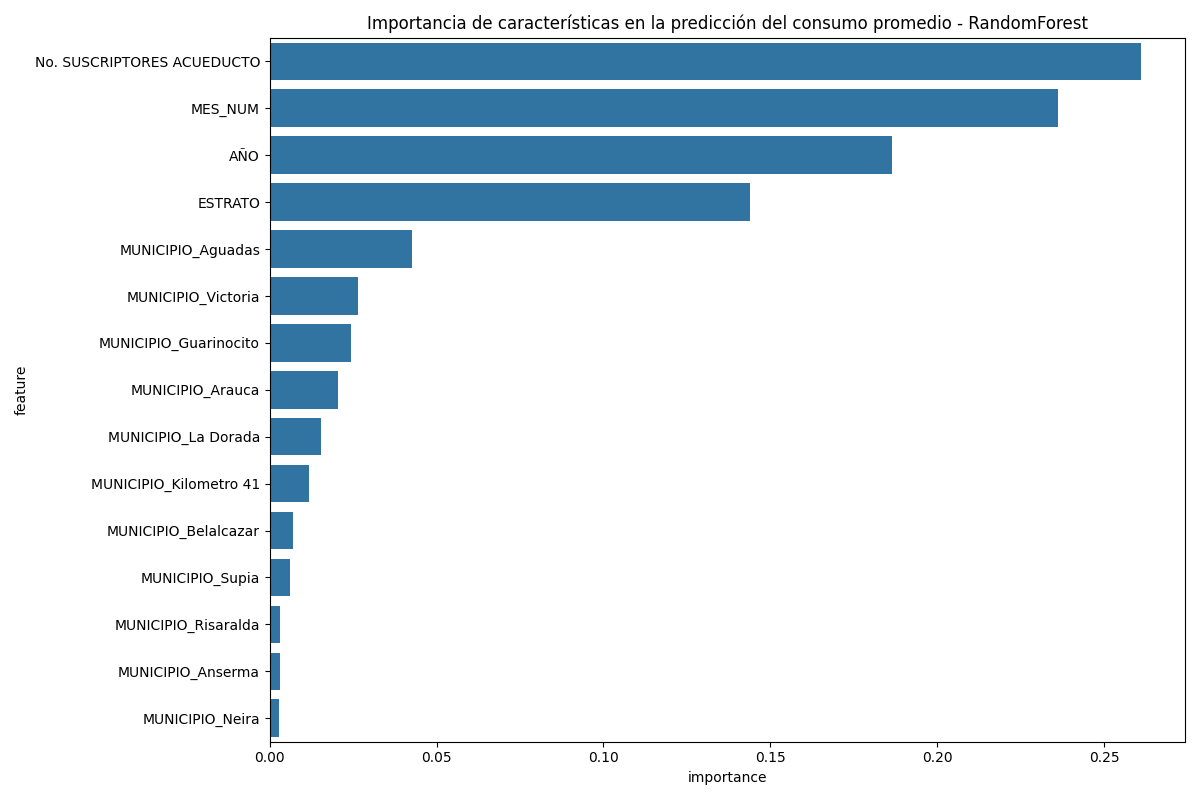 Importancia de características en la predicción del consumo promedio - RandomForest
No. SUSCRIPTORES ACUEDUCTO
MES_NUM
AÑO
ESTRATO
MUNICIPIO_Aguadas
MUNICIPIO_Victoria
MUNICIPIO_Guarinocito
MUNICIPIO_Arauca
MUNICIPIO_La Dorada
MUNICIPIO_Kilometro 41
MUNICIPIO_Belalcazar
MUNICIPIO_Supia
MUNICIPIO_Risaralda
MUNICIPIO_Anserma
MUNICIPIO_Neira
feature
0.00 0.05 0.10 0.15 0.20 0.25
importance